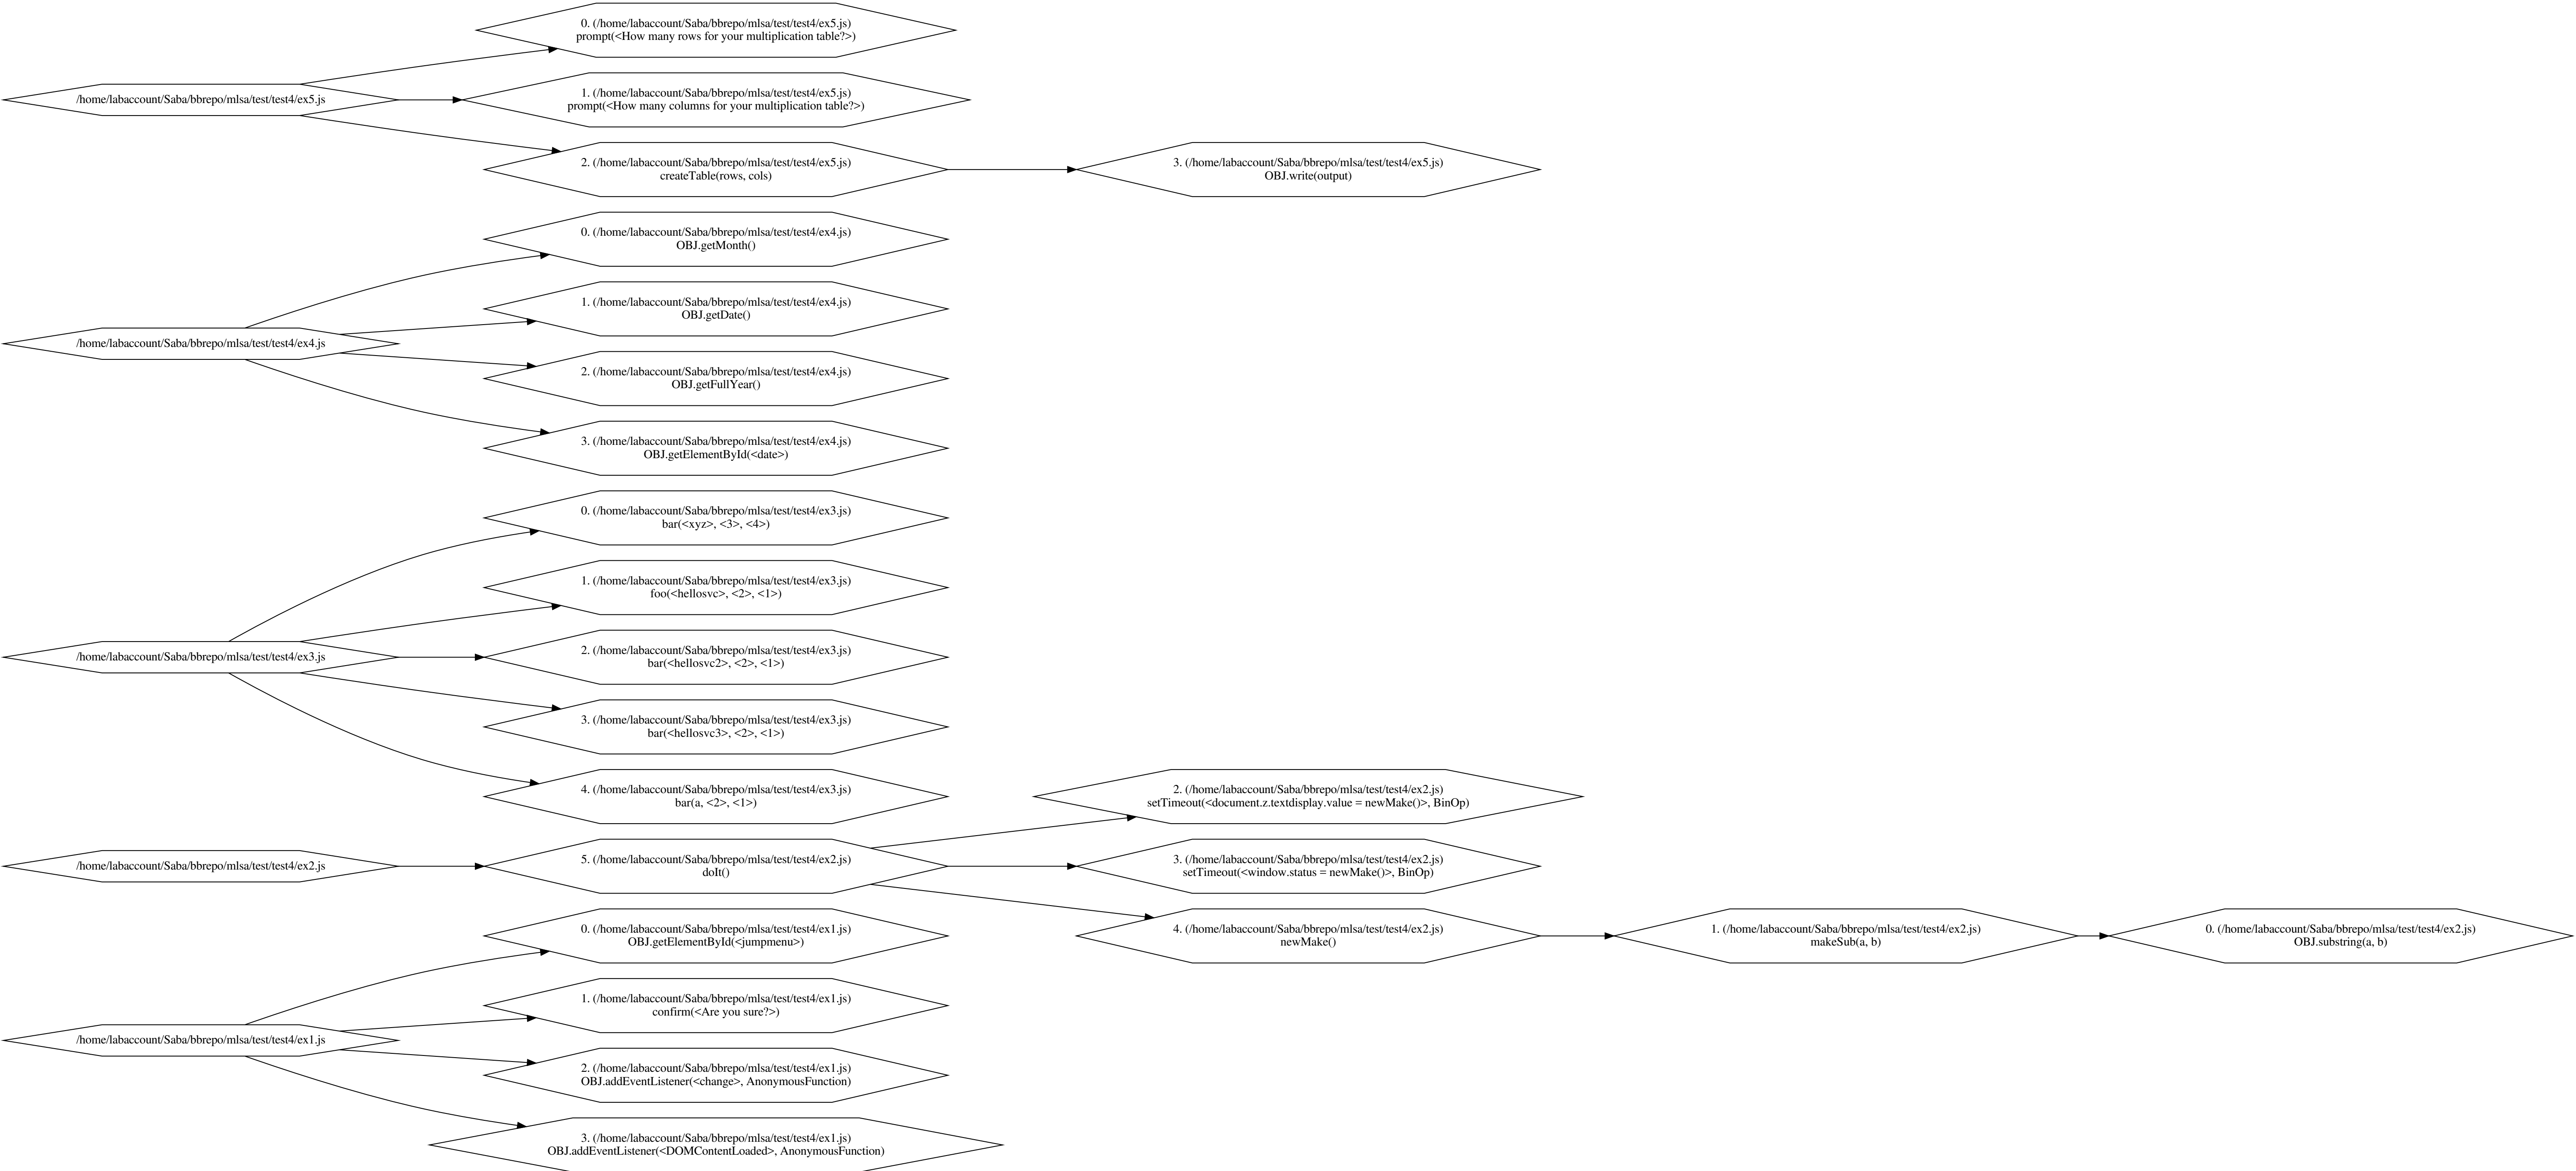 0. (/home/labaccount/Saba/bbrepo/mlsa/test/test4/ex5.js)
prompt(<How many rows for your multiplication table?>)
/home/labaccount/Saba/bbrepo/mlsa/test/test4/ex5.js
1. (/home/labaccount/Saba/bbrepo/mlsa/test/test4/ex5.js)
prompt(<How many columns for your multiplication table?>)
2. (/home/labaccount/Saba/bbrepo/mlsa/test/test4/ex5.js)
createTable(rows, cols)
3. (/home/labaccount/Saba/bbrepo/mlsa/test/test4/ex5.js)
OBJ.write(output)
0. (/home/labaccount/Saba/bbrepo/mlsa/test/test4/ex4.js)
OBJ.getMonth()
1. (/home/labaccount/Saba/bbrepo/mlsa/test/test4/ex4.js)
OBJ.getDate()
/home/labaccount/Saba/bbrepo/mlsa/test/test4/ex4.js
2. (/home/labaccount/Saba/bbrepo/mlsa/test/test4/ex4.js)
OBJ.getFullYear()
3. (/home/labaccount/Saba/bbrepo/mlsa/test/test4/ex4.js)
OBJ.getElementById(<date>)
0. (/home/labaccount/Saba/bbrepo/mlsa/test/test4/ex3.js)
bar(<xyz>, <3>, <4>)
1. (/home/labaccount/Saba/bbrepo/mlsa/test/test4/ex3.js)
foo(<hellosvc>, <2>, <1>)
/home/labaccount/Saba/bbrepo/mlsa/test/test4/ex3.js
2. (/home/labaccount/Saba/bbrepo/mlsa/test/test4/ex3.js)
bar(<hellosvc2>, <2>, <1>)
3. (/home/labaccount/Saba/bbrepo/mlsa/test/test4/ex3.js)
bar(<hellosvc3>, <2>, <1>)
4. (/home/labaccount/Saba/bbrepo/mlsa/test/test4/ex3.js)
bar(a, <2>, <1>)
2. (/home/labaccount/Saba/bbrepo/mlsa/test/test4/ex2.js)
setTimeout(<document.z.textdisplay.value = newMake()>, BinOp)
/home/labaccount/Saba/bbrepo/mlsa/test/test4/ex2.js
5. (/home/labaccount/Saba/bbrepo/mlsa/test/test4/ex2.js)
doIt()
3. (/home/labaccount/Saba/bbrepo/mlsa/test/test4/ex2.js)
setTimeout(<window.status = newMake()>, BinOp)
4. (/home/labaccount/Saba/bbrepo/mlsa/test/test4/ex2.js)
newMake()
1. (/home/labaccount/Saba/bbrepo/mlsa/test/test4/ex2.js)
makeSub(a, b)
0. (/home/labaccount/Saba/bbrepo/mlsa/test/test4/ex2.js)
OBJ.substring(a, b)
0. (/home/labaccount/Saba/bbrepo/mlsa/test/test4/ex1.js)
OBJ.getElementById(<jumpmenu>)
1. (/home/labaccount/Saba/bbrepo/mlsa/test/test4/ex1.js)
confirm(<Are you sure?>)
/home/labaccount/Saba/bbrepo/mlsa/test/test4/ex1.js
2. (/home/labaccount/Saba/bbrepo/mlsa/test/test4/ex1.js)
OBJ.addEventListener(<change>, AnonymousFunction)
3. (/home/labaccount/Saba/bbrepo/mlsa/test/test4/ex1.js)
OBJ.addEventListener(<DOMContentLoaded>, AnonymousFunction)